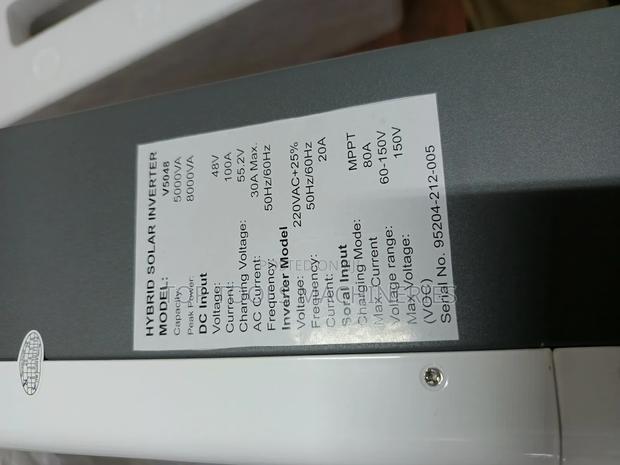 HYBRID SOLAR INVERTER
MODEL: V5048
Capacity: 5000VA
Peak Power: 8000VA
DC Input
Voltage: 48V
Current: 100A
Charging Voltage: 55.2V
AC Current: 30A Max.
Frequency: 50Hz/60Hz
Inverter Model
Voltage: 220VAC+25%
Frequency: 50Hz/60Hz
Current: 20A
Soral Input
Charging Mode: MPPT
Max. Current 80A
Voltage range: 60-150V
Max-Voltage: 150V
(VOC)
Serial No. 95204-212-005